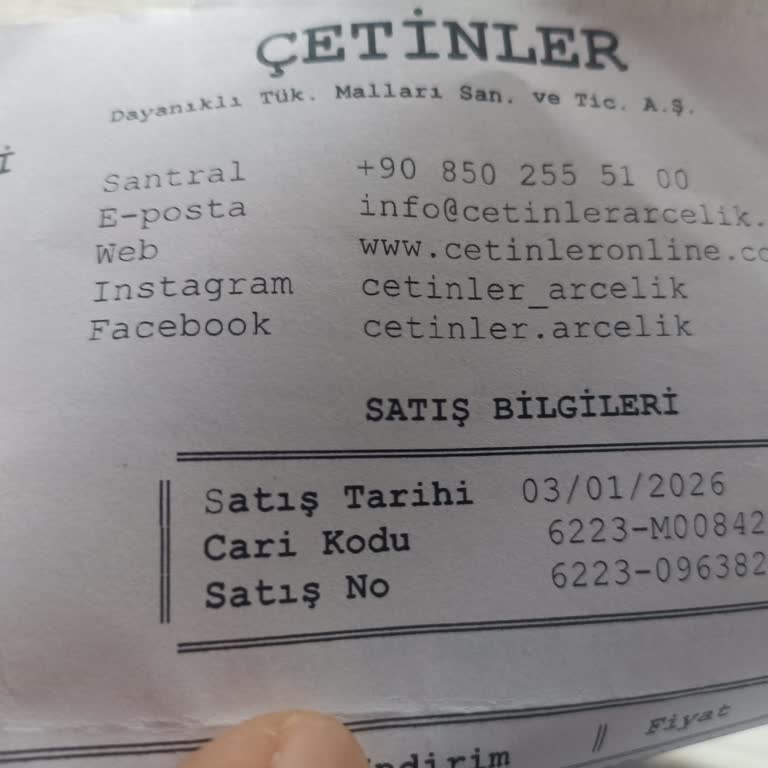 ÇETİNLER
Dayanıklı Tük. Malları San. ve Tic. A.Ş.
İ
Santral +90 850 255 51 00
E-posta info@cetinlerarcelik.
Web www.cetinleronline.co
Instagram cetinler_arcelik
Facebook cetinler.arcelik
SATIŞ BİLGİLERİ
Satış Tarihi 03/01/2026
Cari Kodu 6223-M00842
Satış No 6223-096382
ndirim Fiyat